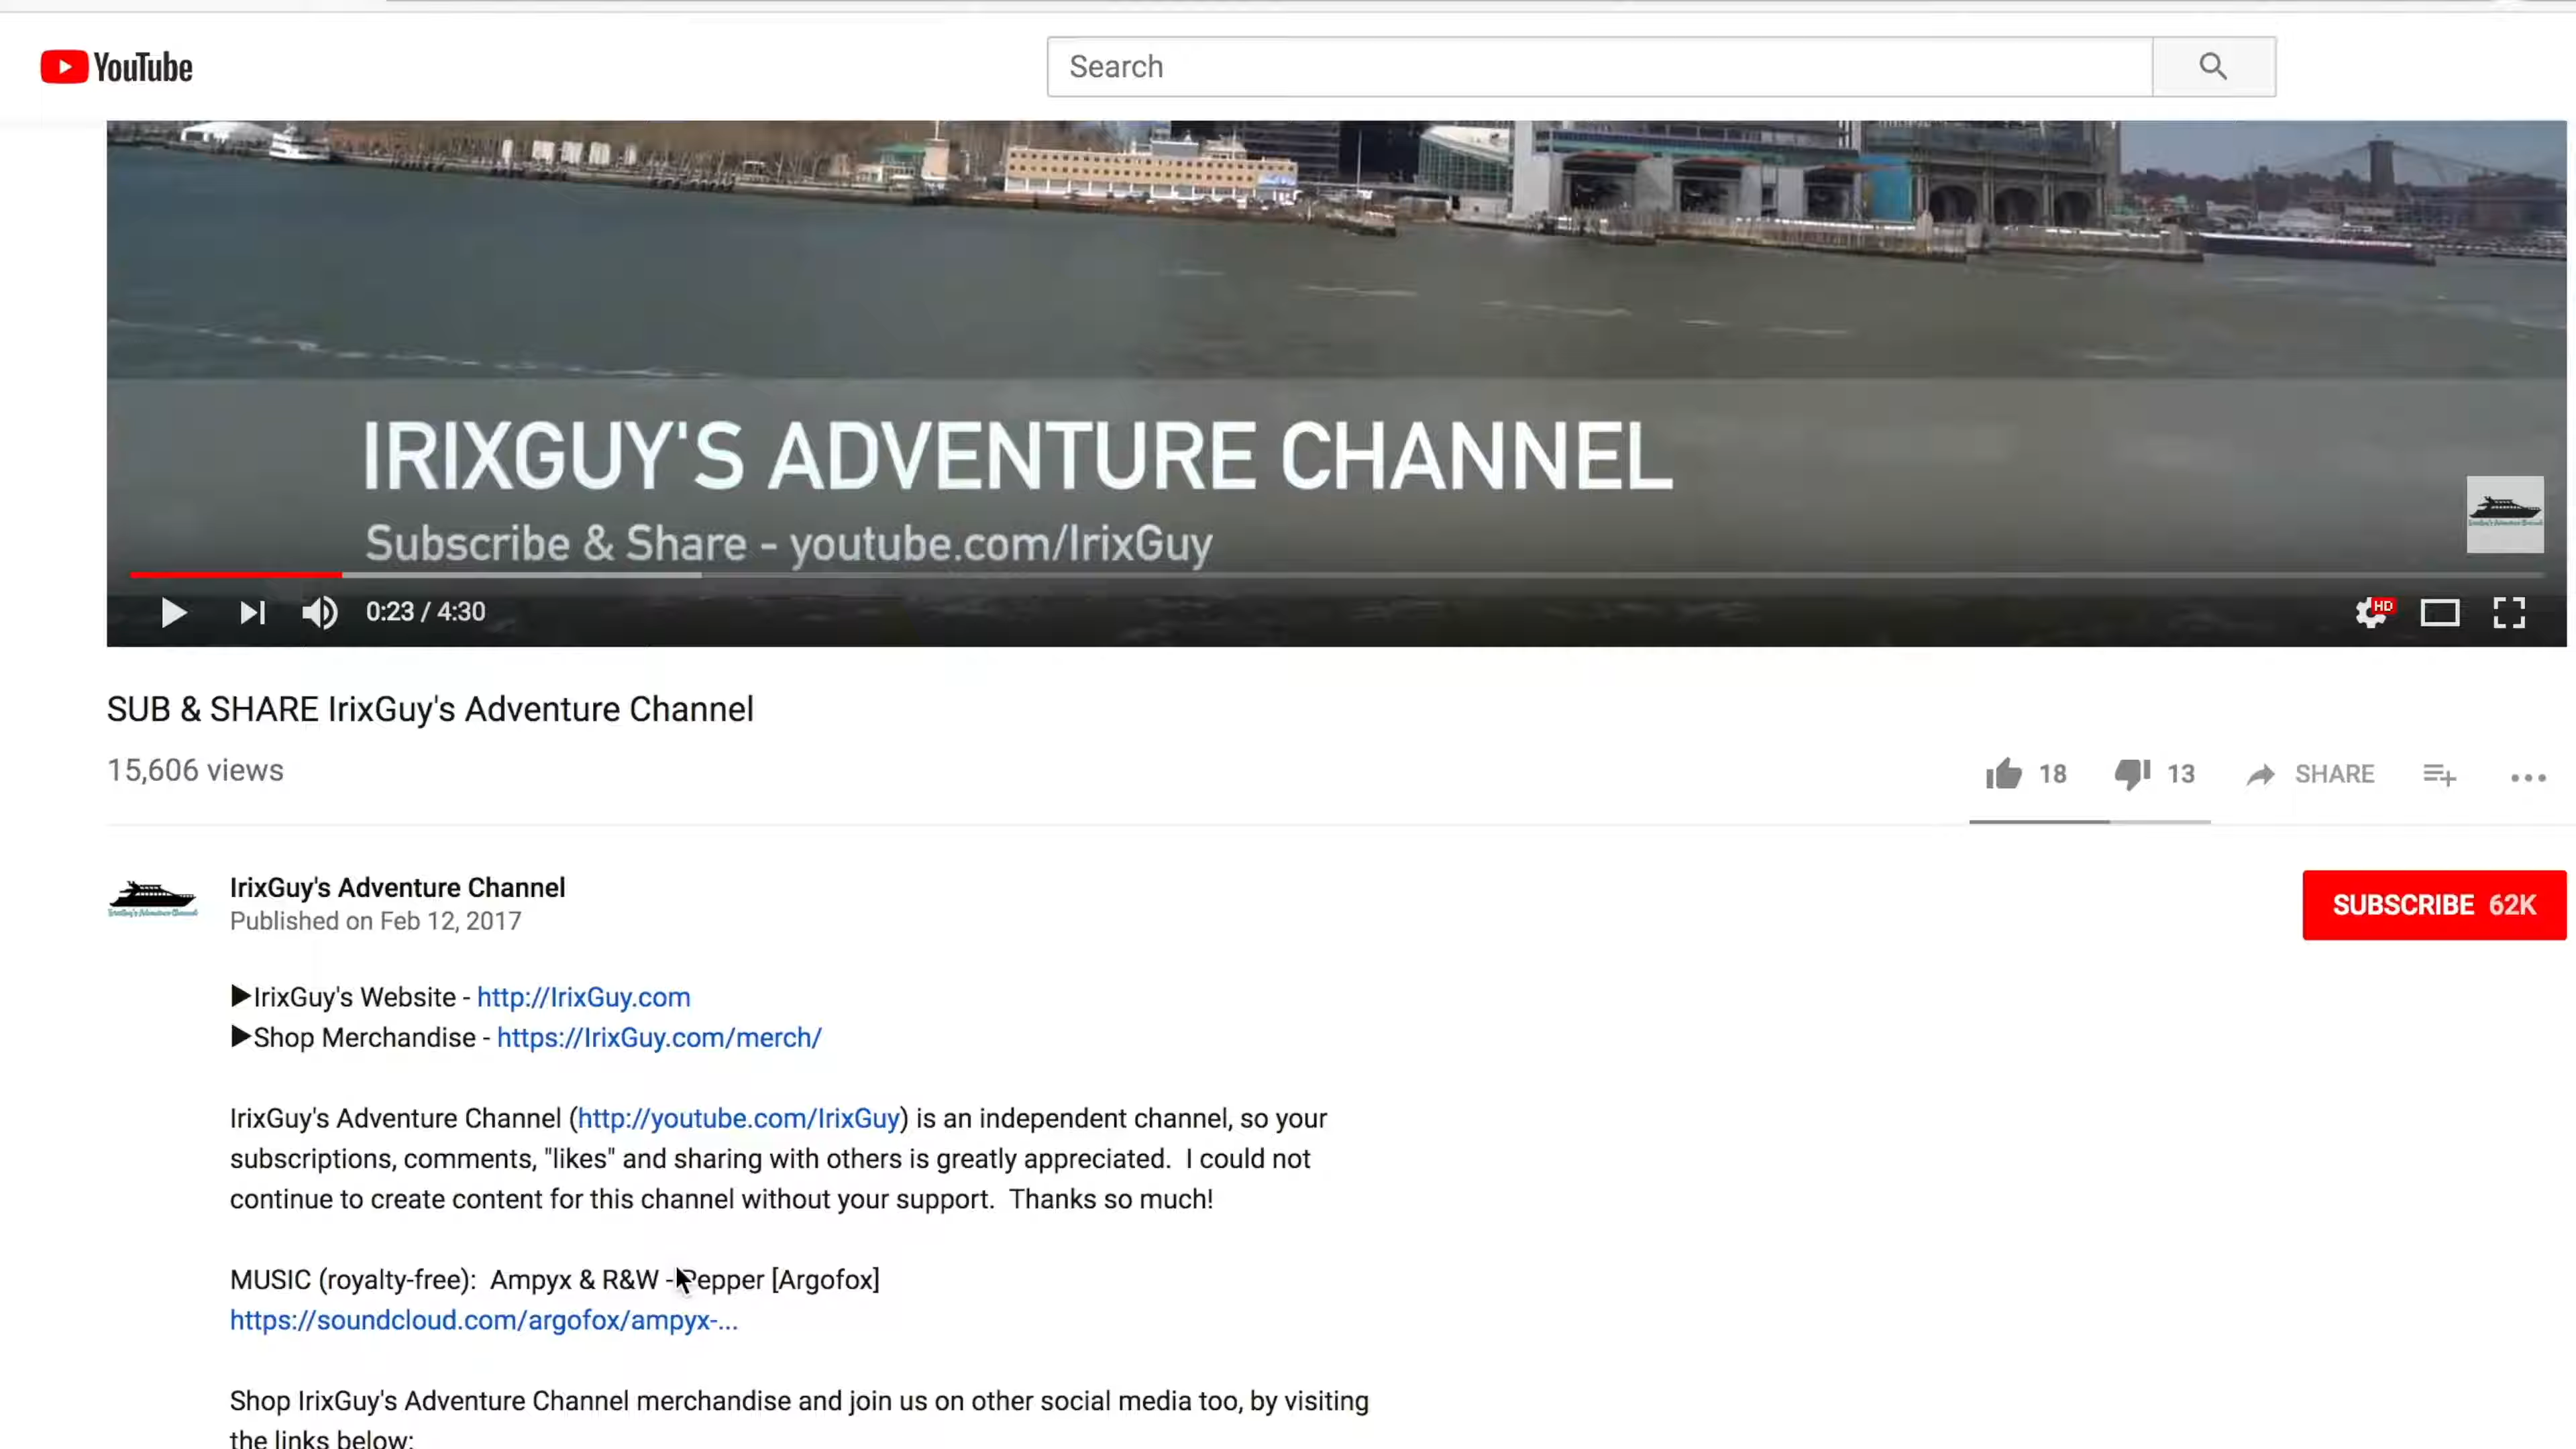 YouTube
Search
IRIXGUY'S ADVENTURE CHANNEL
Subscribe & Share - youtube.com/IrixGuy
0:23 / 4:30
HD
SUB & SHARE IrixGuy's Adventure Channel
15,606 views
18
13
SHARE
IrixGuy's Adventure Channel
Published on Feb 12, 2017
SUBSCRIBE 62K
▶IrixGuy's Website - http://IrixGuy.com
▶Shop Merchandise - https://IrixGuy.com/merch/
IrixGuy's Adventure Channel (http://youtube.com/IrixGuy) is an independent channel, so your
subscriptions, comments, "likes" and sharing with others is greatly appreciated.  I could not
continue to create content for this channel without your support.  Thanks so much!
MUSIC (royalty-free):  Ampyx & R&W - Pepper [Argofox]
https://soundcloud.com/argofox/ampyx-...
Shop IrixGuy's Adventure Channel merchandise and join us on other social media too, by visiting
the links below: